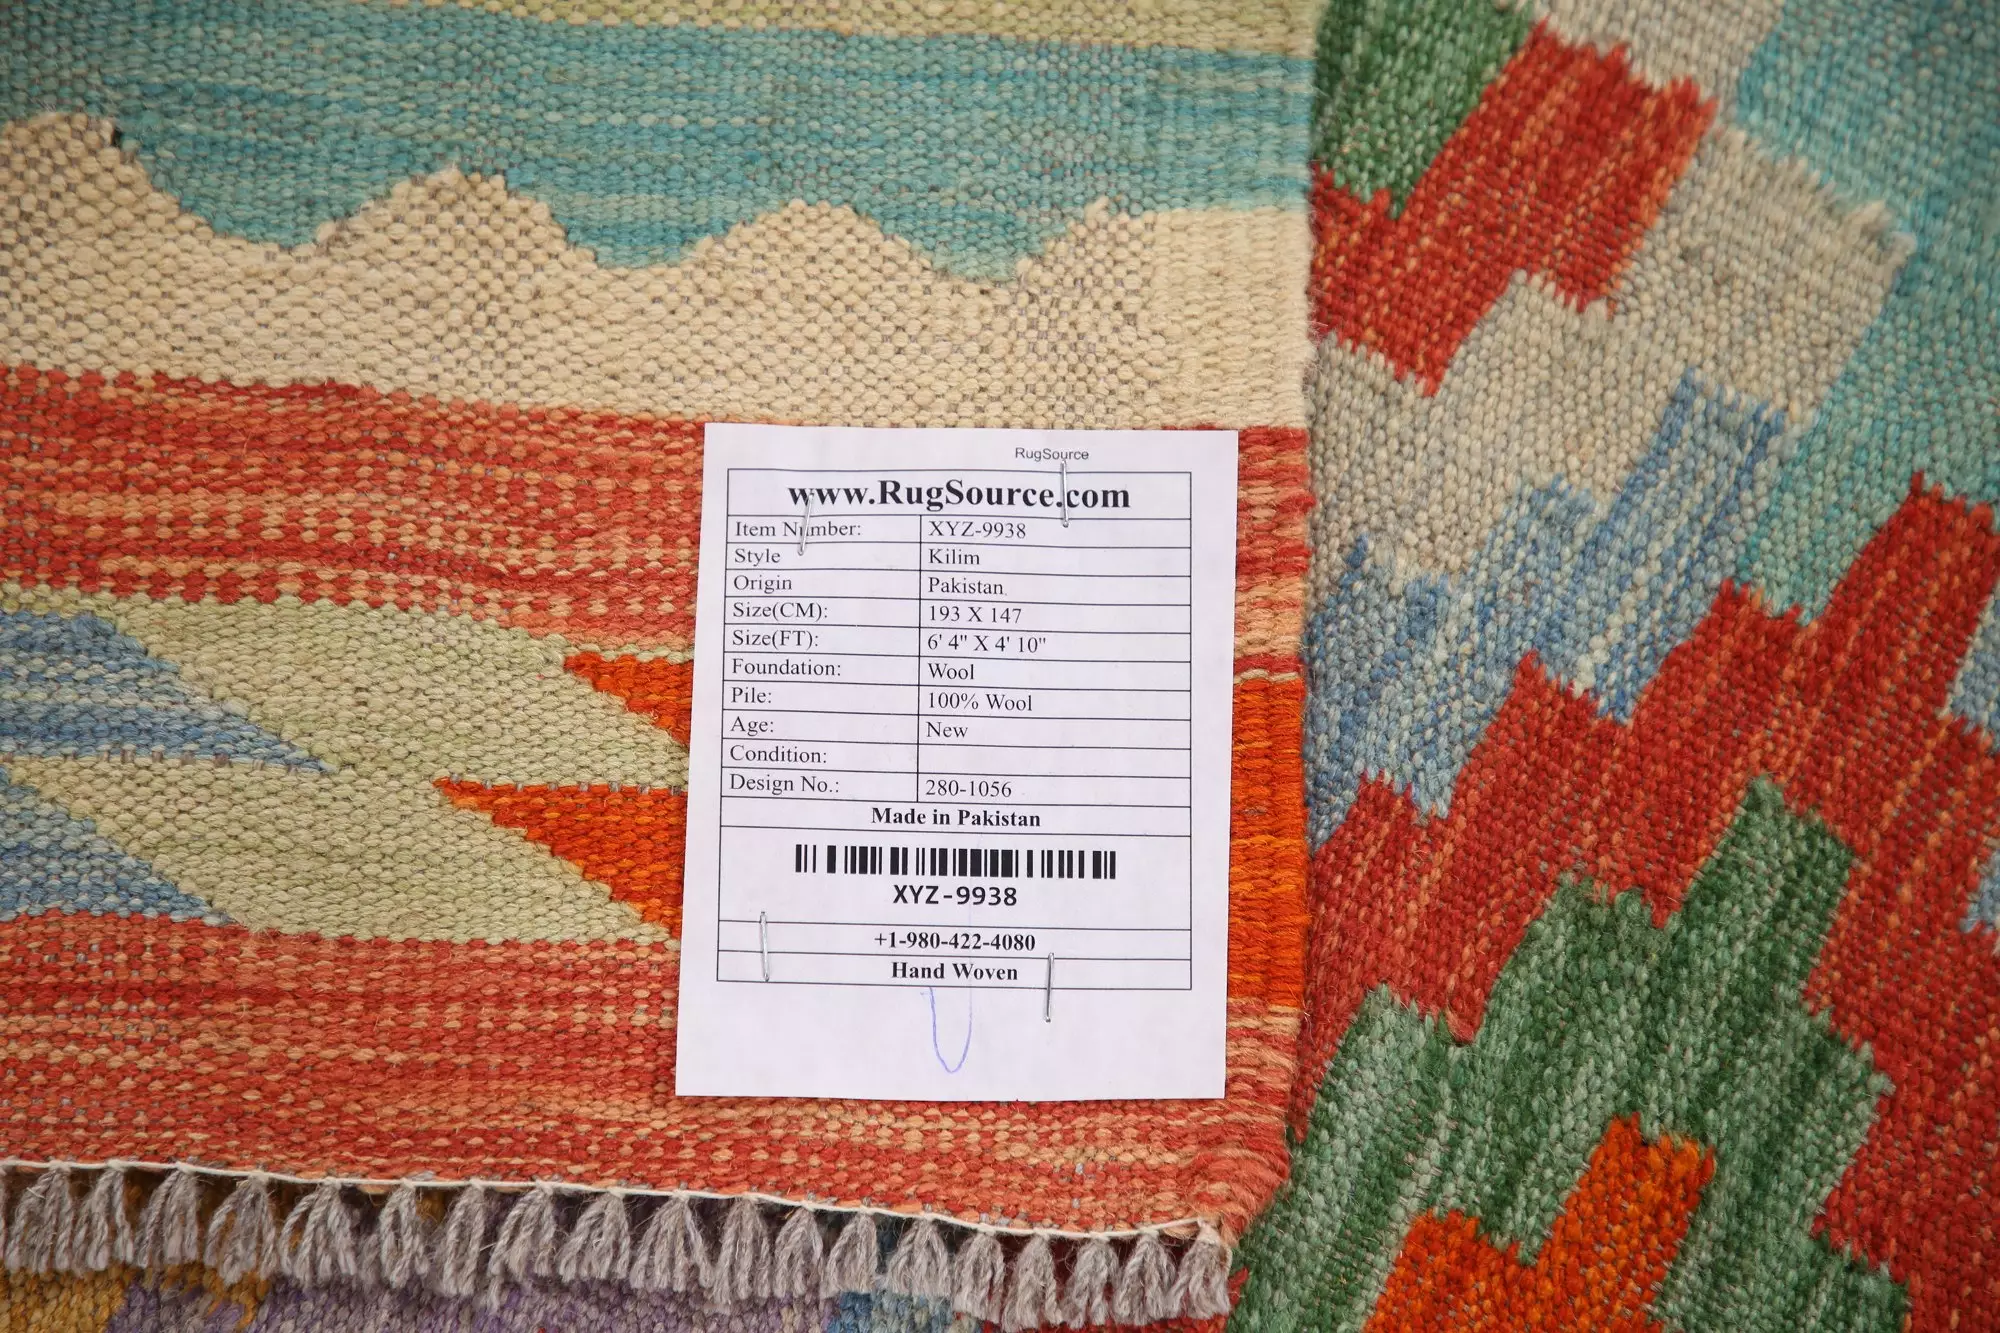 RugSource
www.RugSource.com
Item Number: XYZ-9938
Style Kilim
Origin Pakistan
Size(CM): 193 X 147
Size(FT): 6' 4" X 4' 10"
Foundation: Wool
Pile: 100% Wool
Age: New
Condition:
Design No.: 280-1056
Made in Pakistan
XYZ-9938
+1-980-422-4080
Hand Woven